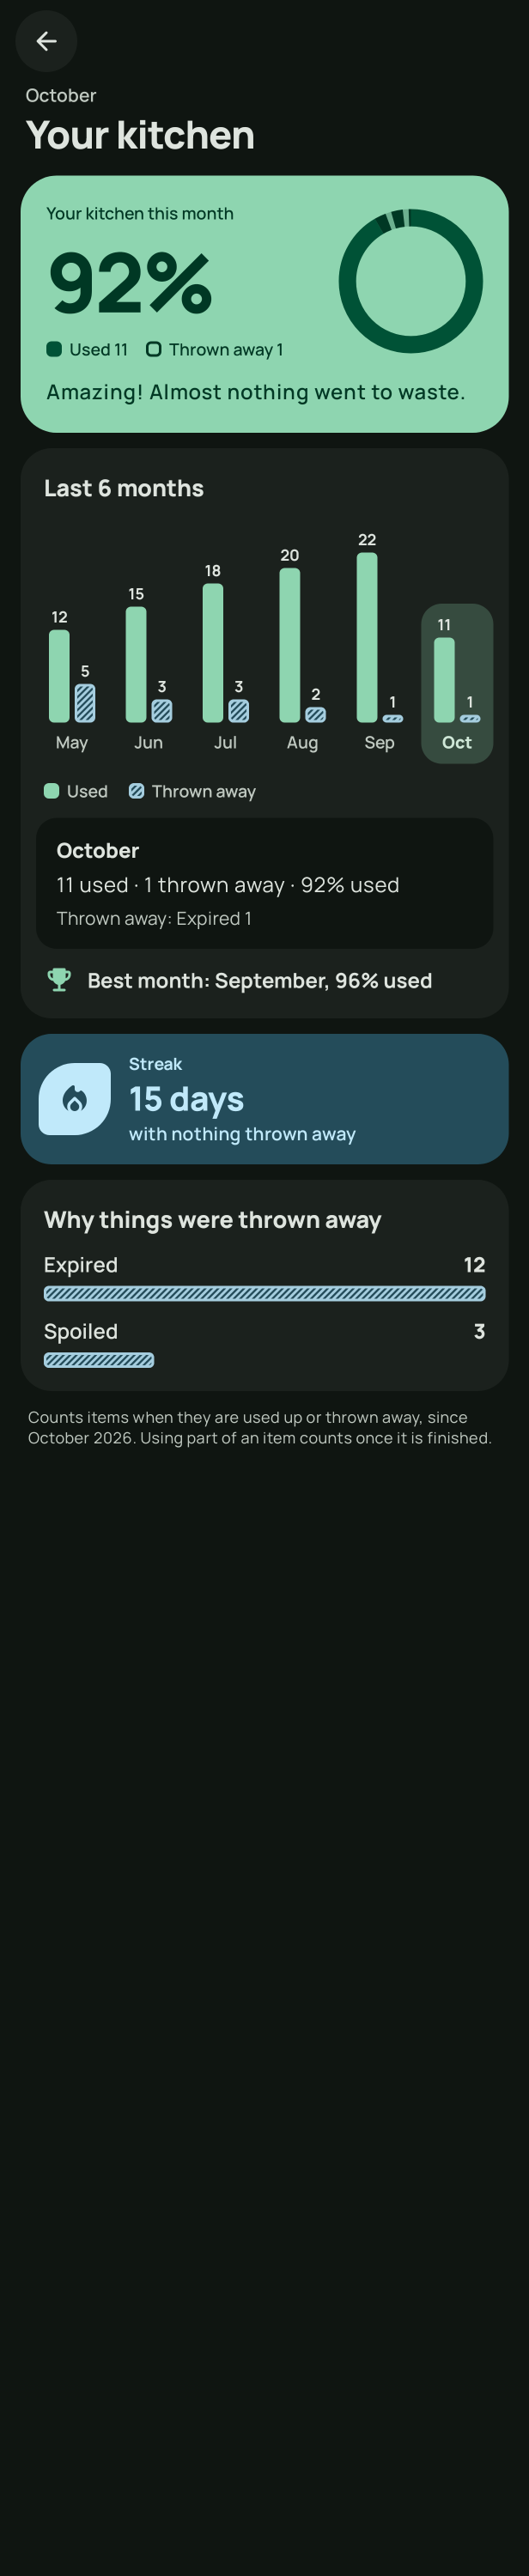 October
Your kitchen
Your kitchen this month
92%
Used 11 Thrown away 1
Amazing! Almost nothing went to waste.
Last 6 months
12 5 15 3 18 3 20 2 22 1 11 1
May Jun Jul Aug Sep Oct
Used Thrown away
October
11 used · 1 thrown away · 92% used
Thrown away: Expired 1
Best month: September, 96% used
Streak
15 days
with nothing thrown away
Why things were thrown away
Expired 12
Spoiled 3
Counts items when they are used up or thrown away, since
October 2026. Using part of an item counts once it is finished.